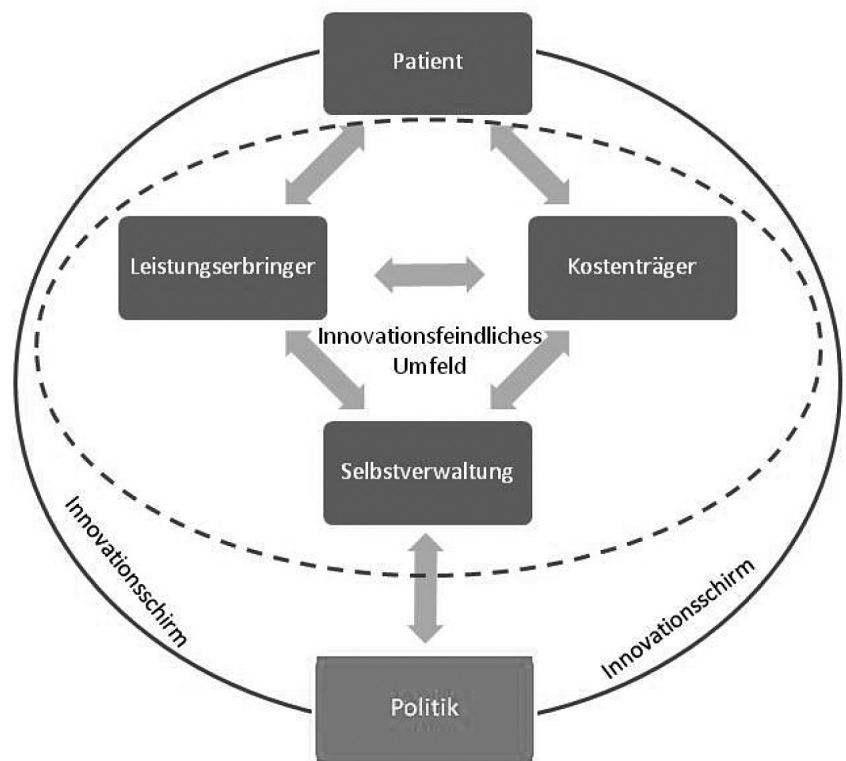 Patient
Leistungserbringer
Kostenträger
Innovationsfeindliches
Umfeld
Selbstverwaltung
Innovationsschirm
Innovationsschirm
Politik